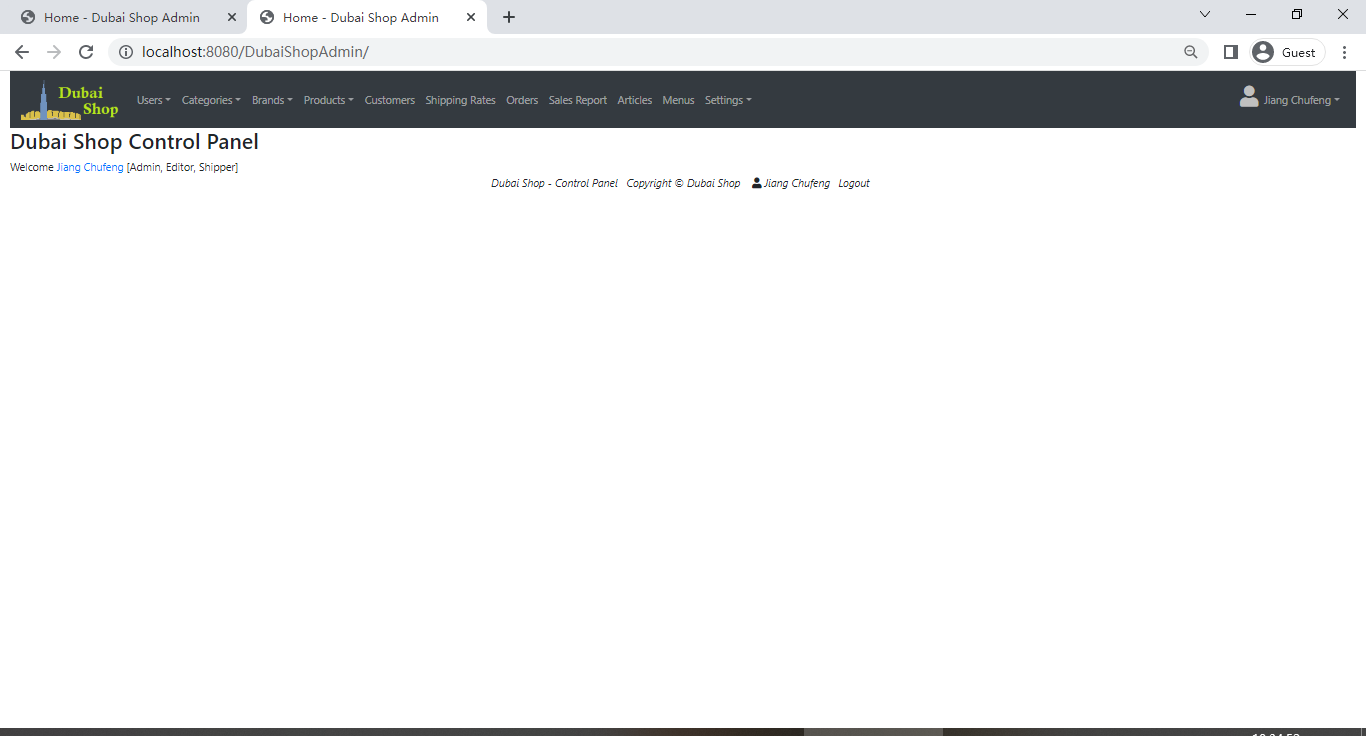 Home - Dubai Shop Admin Home - Dubai Shop Admin
localhost:8080/DubaiShopAdmin/ Guest
Dubai Shop Users Categories Brands Products Customers Shipping Rates Orders Sales Report Articles Menus Settings Jiang Chufeng
Dubai Shop Control Panel
Welcome Jiang Chufeng [Admin, Editor, Shipper]
Dubai Shop - Control Panel Copyright © Dubai Shop Jiang Chufeng Logout